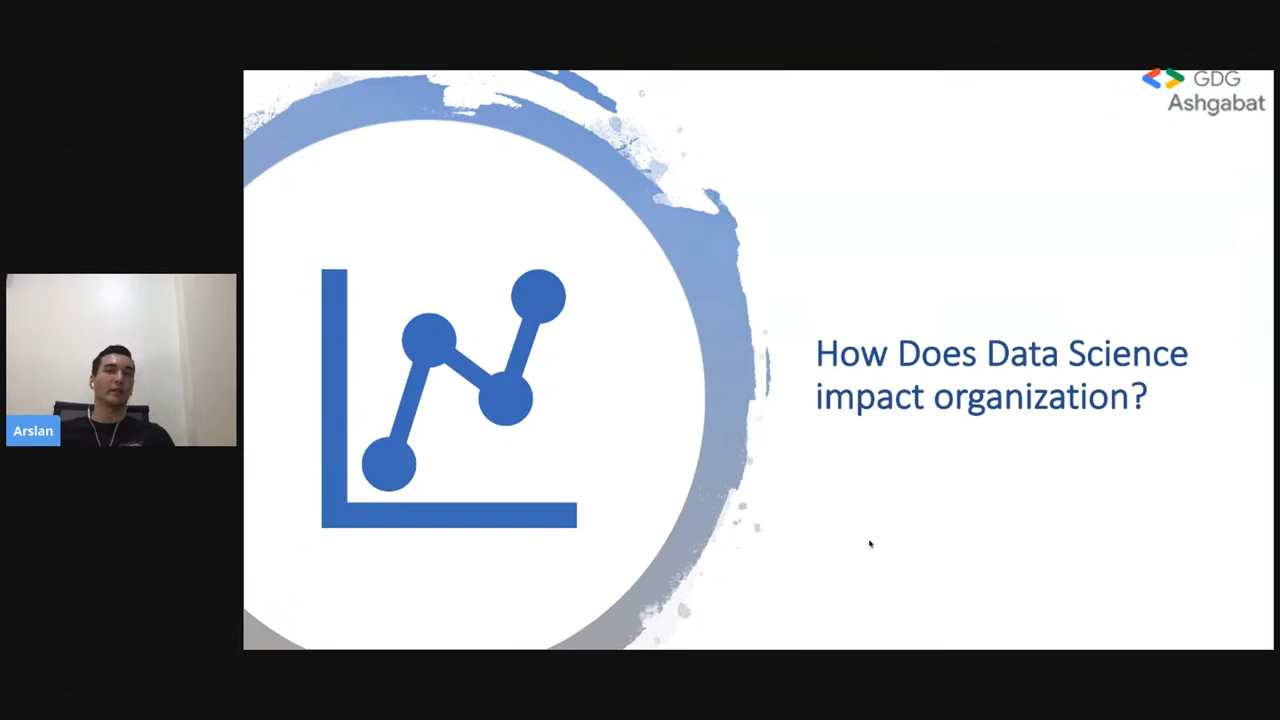 GDG
Ashgabat
How Does Data Science
impact organization?
Arslan